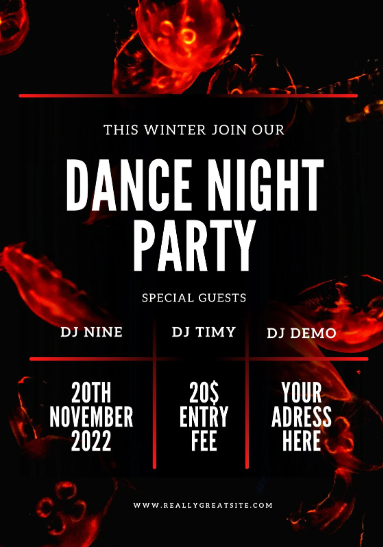 THIS WINTER JOIN OUR
DANCE NIGHT
PARTY
SPECIAL GUESTS
DJ NINE
DJ TIMY
DJ DEMO
20TH
NOVEMBER
2022
20$
ENTRY
FEE
YOUR
ADRESS
HERE
WWW.REALLYGREATSITE.COM